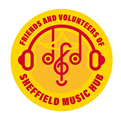 FRIENDS AND VOLUNTEERS OF
SHEFFIELD MUSIC HUB